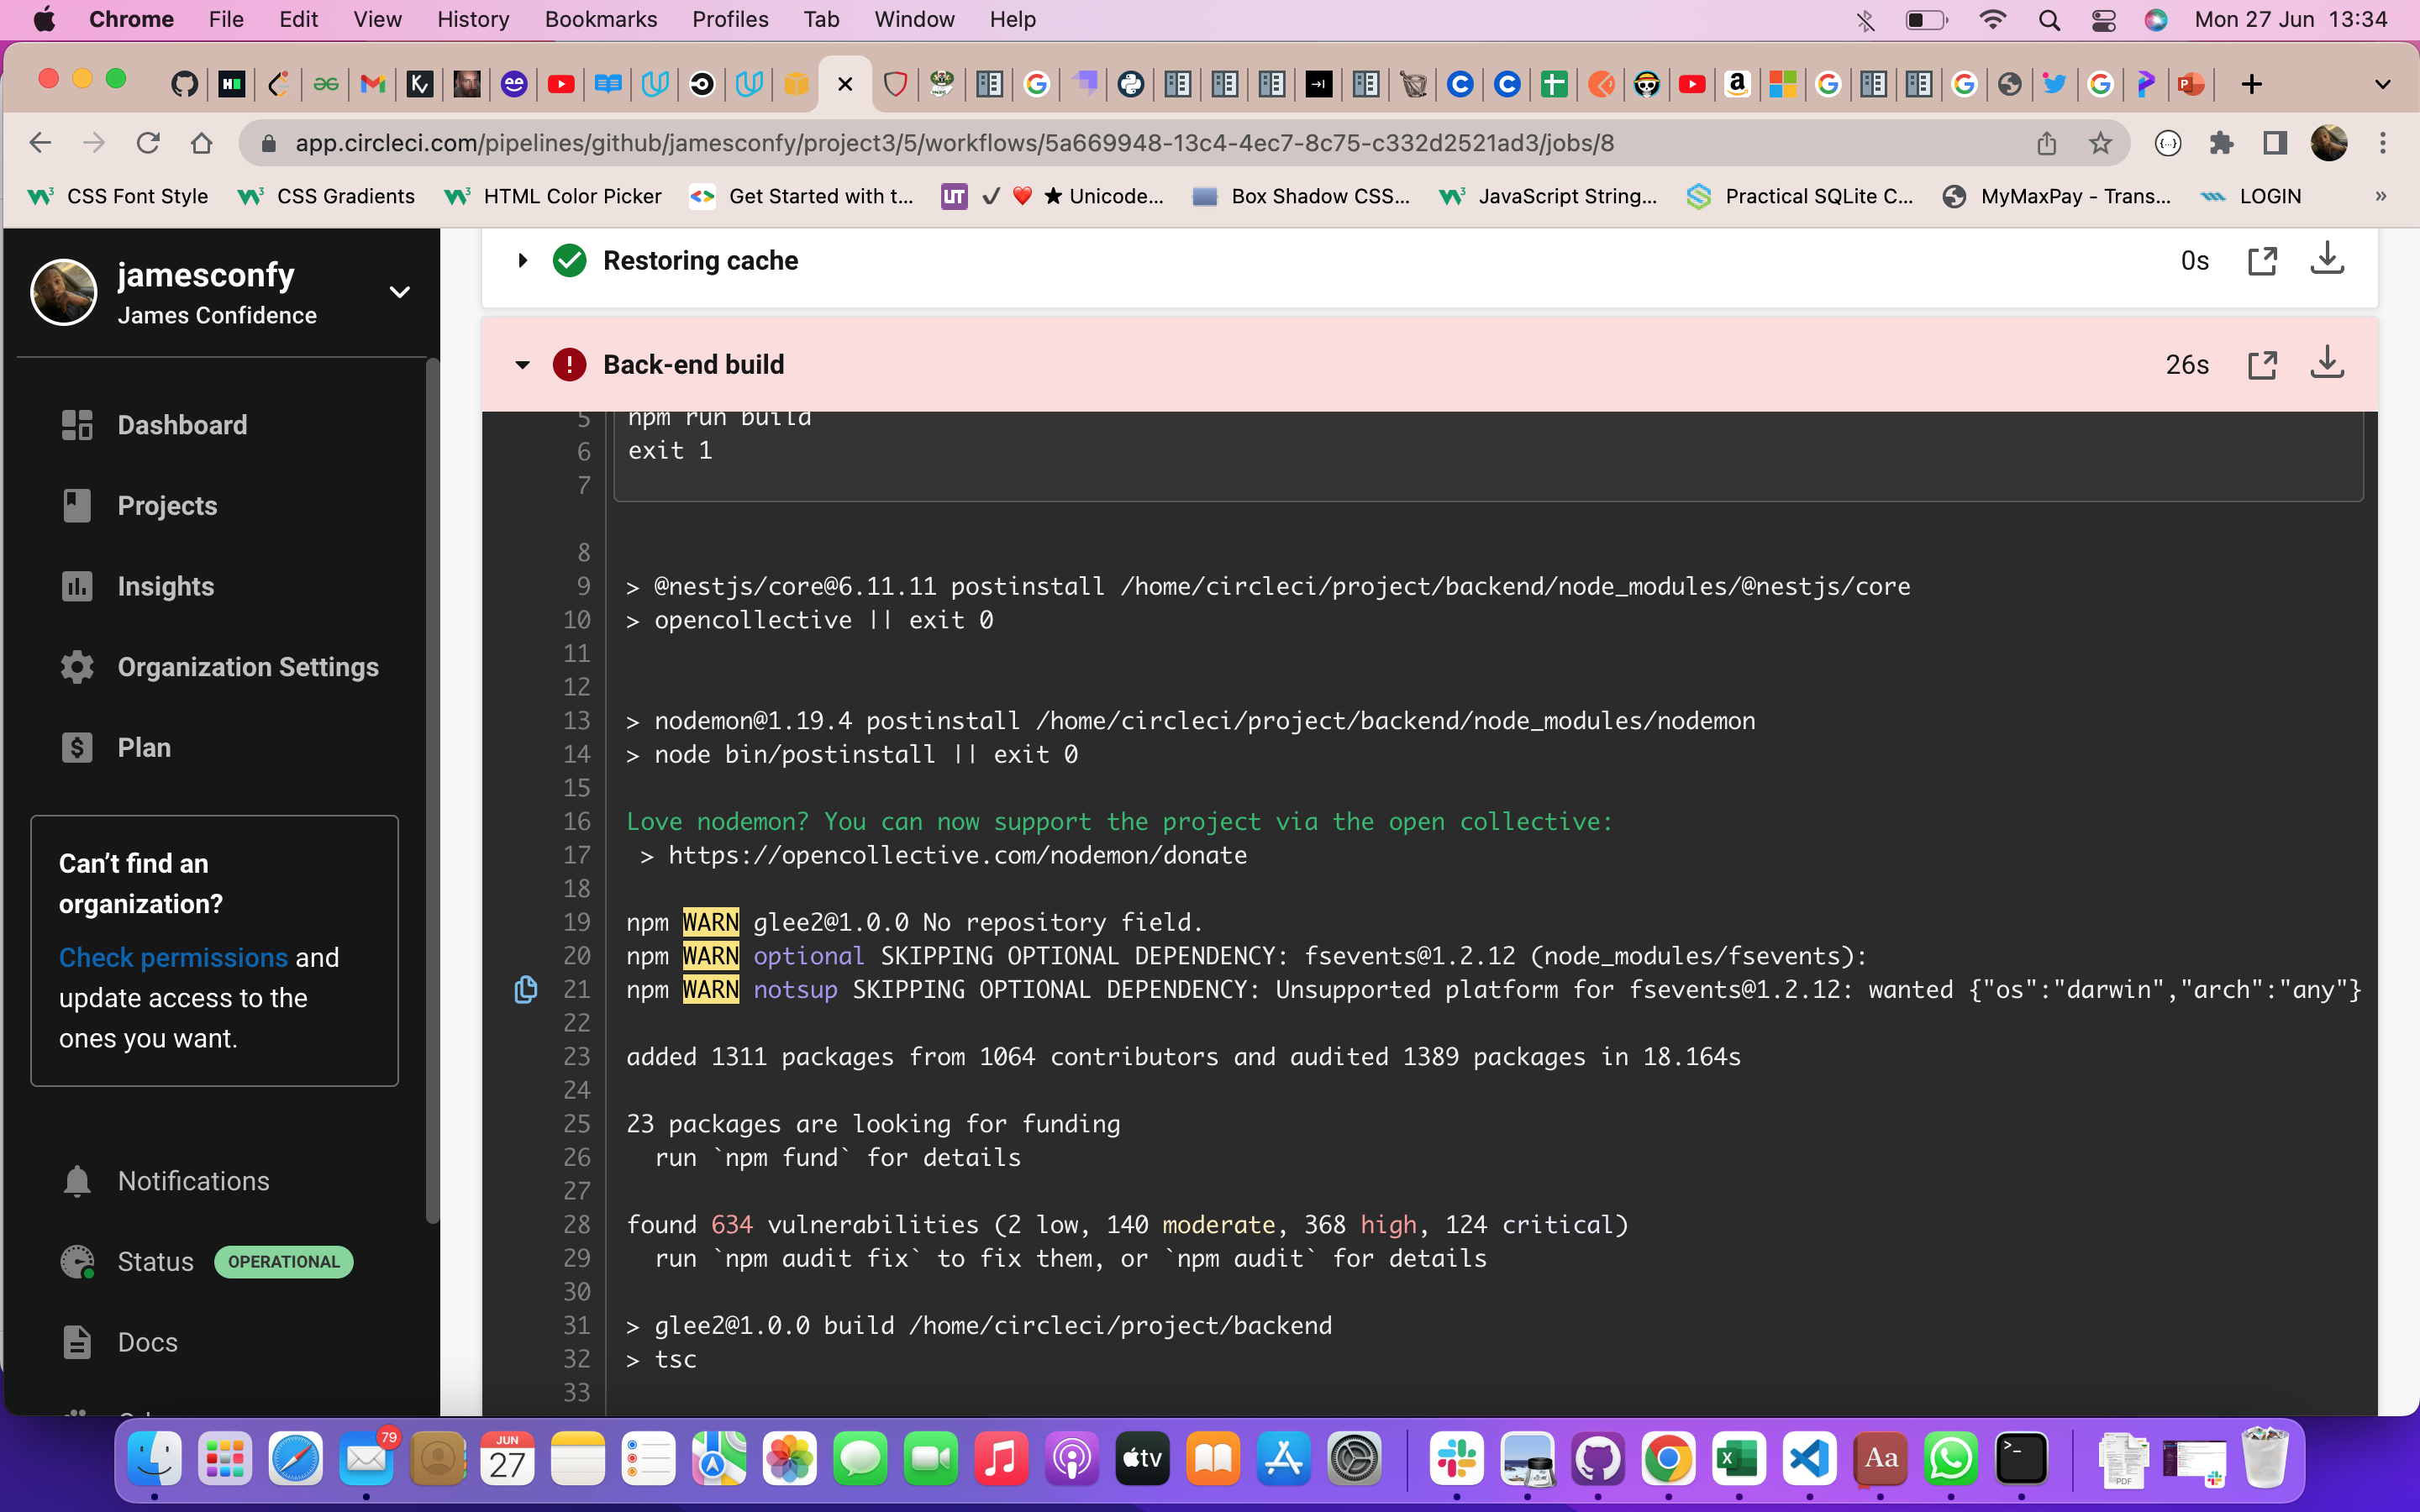 Chrome File Edit View History Bookmarks Profiles Tab Window Help Mon 27 Jun 13:34
app.circleci.com/pipelines/github/jamesconfy/project3/5/workflows/5a669948-13c4-4ec7-8c75-c332d2521ad3/jobs/8
CSS Font Style CSS Gradients HTML Color Picker Get Started with t... UT ✓ ❤️ ★ Unicode... Box Shadow CSS... JavaScript String... Practical SQLite C... MyMaxPay - Trans... LOGIN »
jamesconfy
James Confidence
Dashboard
Projects
Insights
Organization Settings
Plan
Can’t find an
organization?
Check permissions and
update access to the
ones you want.
Notifications
Status OPERATIONAL
Docs
Restoring cache 0s
Back-end build 26s
5 npm run build
6 exit 1
7
8
9 > @nestjs/core@6.11.11 postinstall /home/circleci/project/backend/node_modules/@nestjs/core
10 > opencollective || exit 0
11
12
13 > nodemon@1.19.4 postinstall /home/circleci/project/backend/node_modules/nodemon
14 > node bin/postinstall || exit 0
15
16 Love nodemon? You can now support the project via the open collective:
17 > https://opencollective.com/nodemon/donate
18
19 npm WARN glee2@1.0.0 No repository field.
20 npm WARN optional SKIPPING OPTIONAL DEPENDENCY: fsevents@1.2.12 (node_modules/fsevents):
21 npm WARN notsup SKIPPING OPTIONAL DEPENDENCY: Unsupported platform for fsevents@1.2.12: wanted {"os":"darwin","arch":"any"}
22
23 added 1311 packages from 1064 contributors and audited 1389 packages in 18.164s
24
25 23 packages are looking for funding
26 run `npm fund` for details
27
28 found 634 vulnerabilities (2 low, 140 moderate, 368 high, 124 critical)
29 run `npm audit fix` to fix them, or `npm audit` for details
30
31 > glee2@1.0.0 build /home/circleci/project/backend
32 > tsc
33
79
JUN
27
tv
Aa
PDF